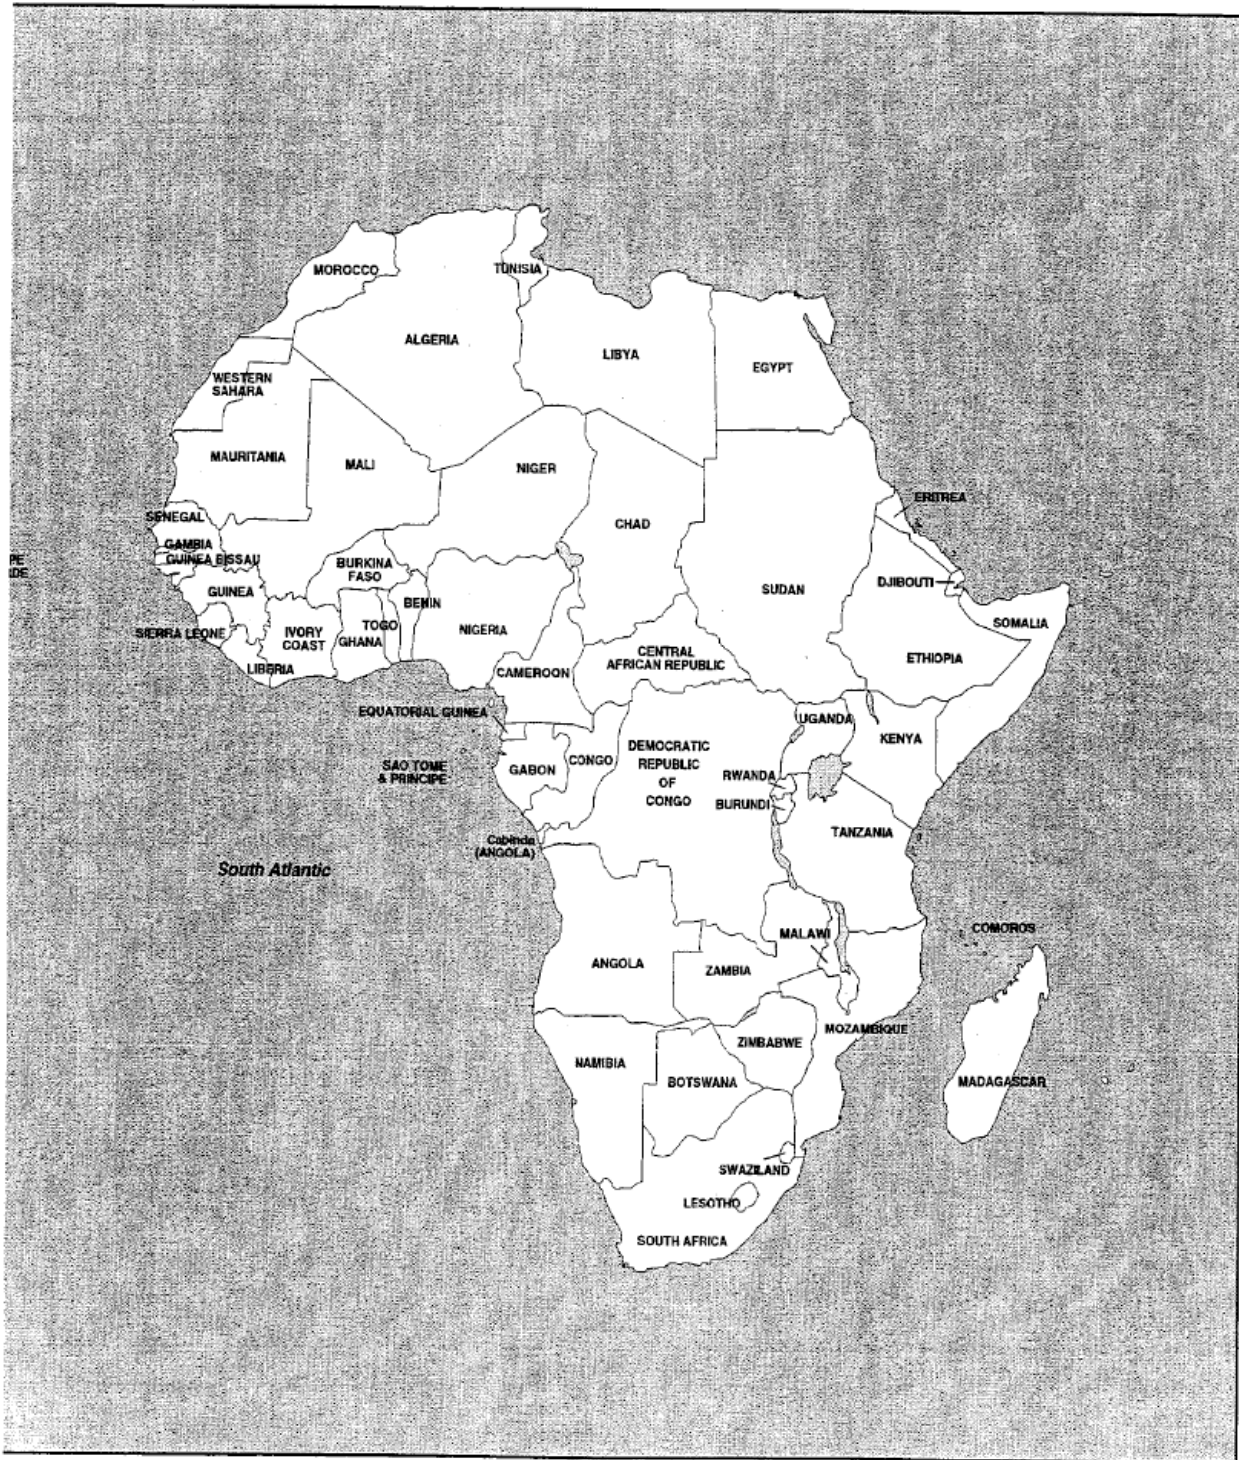 MOROCCO
TUNISIA
ALGERIA
LIBYA
EGYPT
WESTERN
SAHARA
MAURITANIA
MALI
NIGER
CHAD
ERITREA
SENEGAL
GAMBIA
GUINEA BISSAU
PE
DE
BURKINA
FASO
GUINEA
BENIN
SUDAN
DJIBOUTI
SIERRA LEONE
IVORY
COAST
GHANA
TOGO
NIGERIA
SOMALIA
LIBERIA
CENTRAL
AFRICAN REPUBLIC
ETHIOPIA
CAMEROON
EQUATORIAL GUINEA
UGANDA
KENYA
SAO TOME
& PRINCIPE
GABON
CONGO
DEMOCRATIC
REPUBLIC
OF
CONGO
RWANDA
BURUNDI
TANZANIA
Cabinda
(ANGOLA)
South Atlantic
COMOROS
MALAWI
ANGOLA
ZAMBIA
MOZAMBIQUE
ZIMBABWE
NAMIBIA
BOTSWANA
MADAGASCAR
SWAZILAND
LESOTHO
SOUTH AFRICA